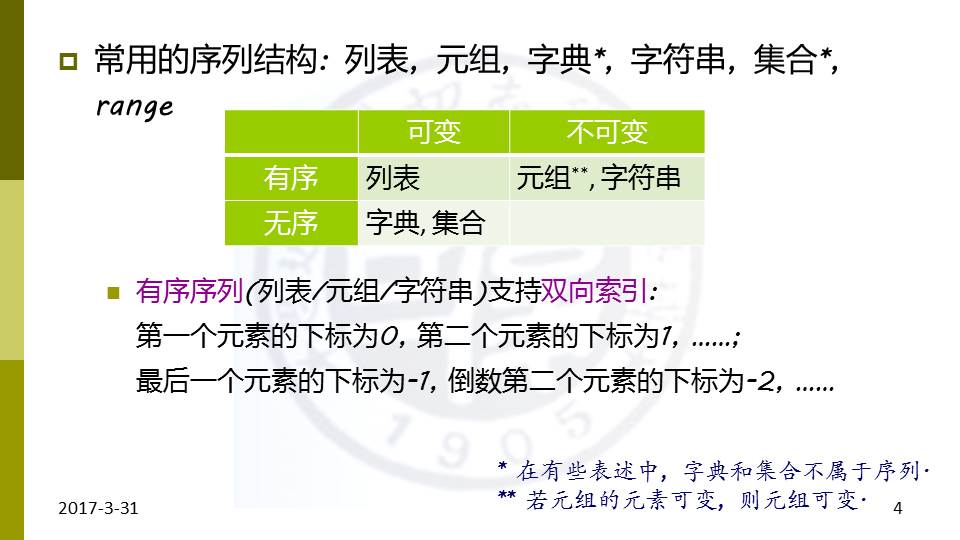 常用的序列结构：列表，元组，字典*，字符串，集合*，
range
可变 不可变
有序 列表 元组**, 字符串
无序 字典, 集合
有序序列(列表/元组/字符串)支持双向索引：
第一个元素的下标为0，第二个元素的下标为1，……；
最后一个元素的下标为-1，倒数第二个元素的下标为-2，……
* 在有些表述中，字典和集合不属于序列.
** 若元组的元素可变，则元组可变.
2017-3-31
4
1905